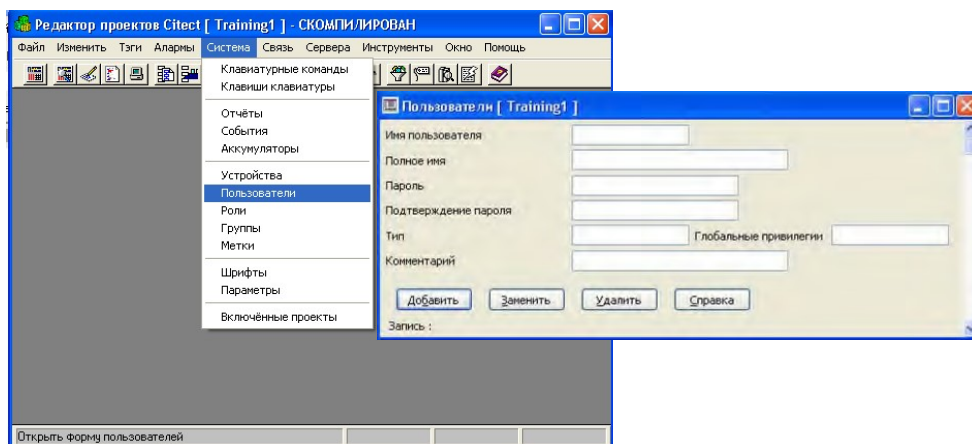 Редактор проектов Citect [ Training1 ] - СКОМПИЛИРОВАН
Файл Изменить Тэги Алармы Система Связь Сервера Инструменты Окно Помощь
Клавиатурные команды
Клавиши клавиатуры
Отчёты
События
Аккумуляторы
Устройства
Пользователи
Роли
Группы
Метки
Шрифты
Параметры
Включённые проекты
Пользователи [ Training1 ]
Имя пользователя
Полное имя
Пароль
Подтверждение пароля
Тип Глобальные привилегии
Комментарий
Добавить Заменить Удалить Справка
Запись :
Открыть форму пользователей